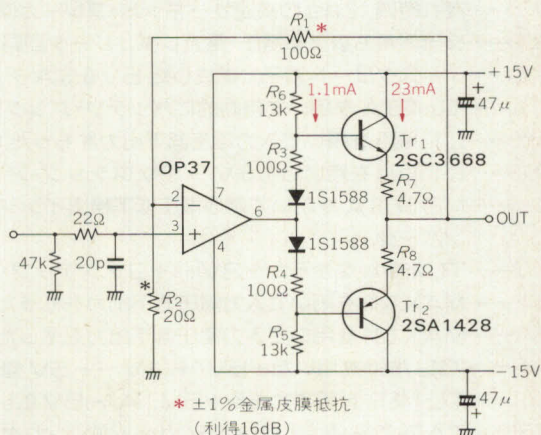 R1 *
100Ω
+15V
R6
13k
1.1mA
23mA
+
47μ
Tr1
2SC3668
R3
100Ω
OP37
R7
4.7Ω
2
7
1S1588
−
6
OUT
22Ω
3
+
1S1588
4
R8
4.7Ω
47k
20p
*
R2
20Ω
R4
100Ω
Tr2
2SA1428
R5
13k
−15V
* ±1%金属皮膜抵抗
(利得16dB)
47μ
+